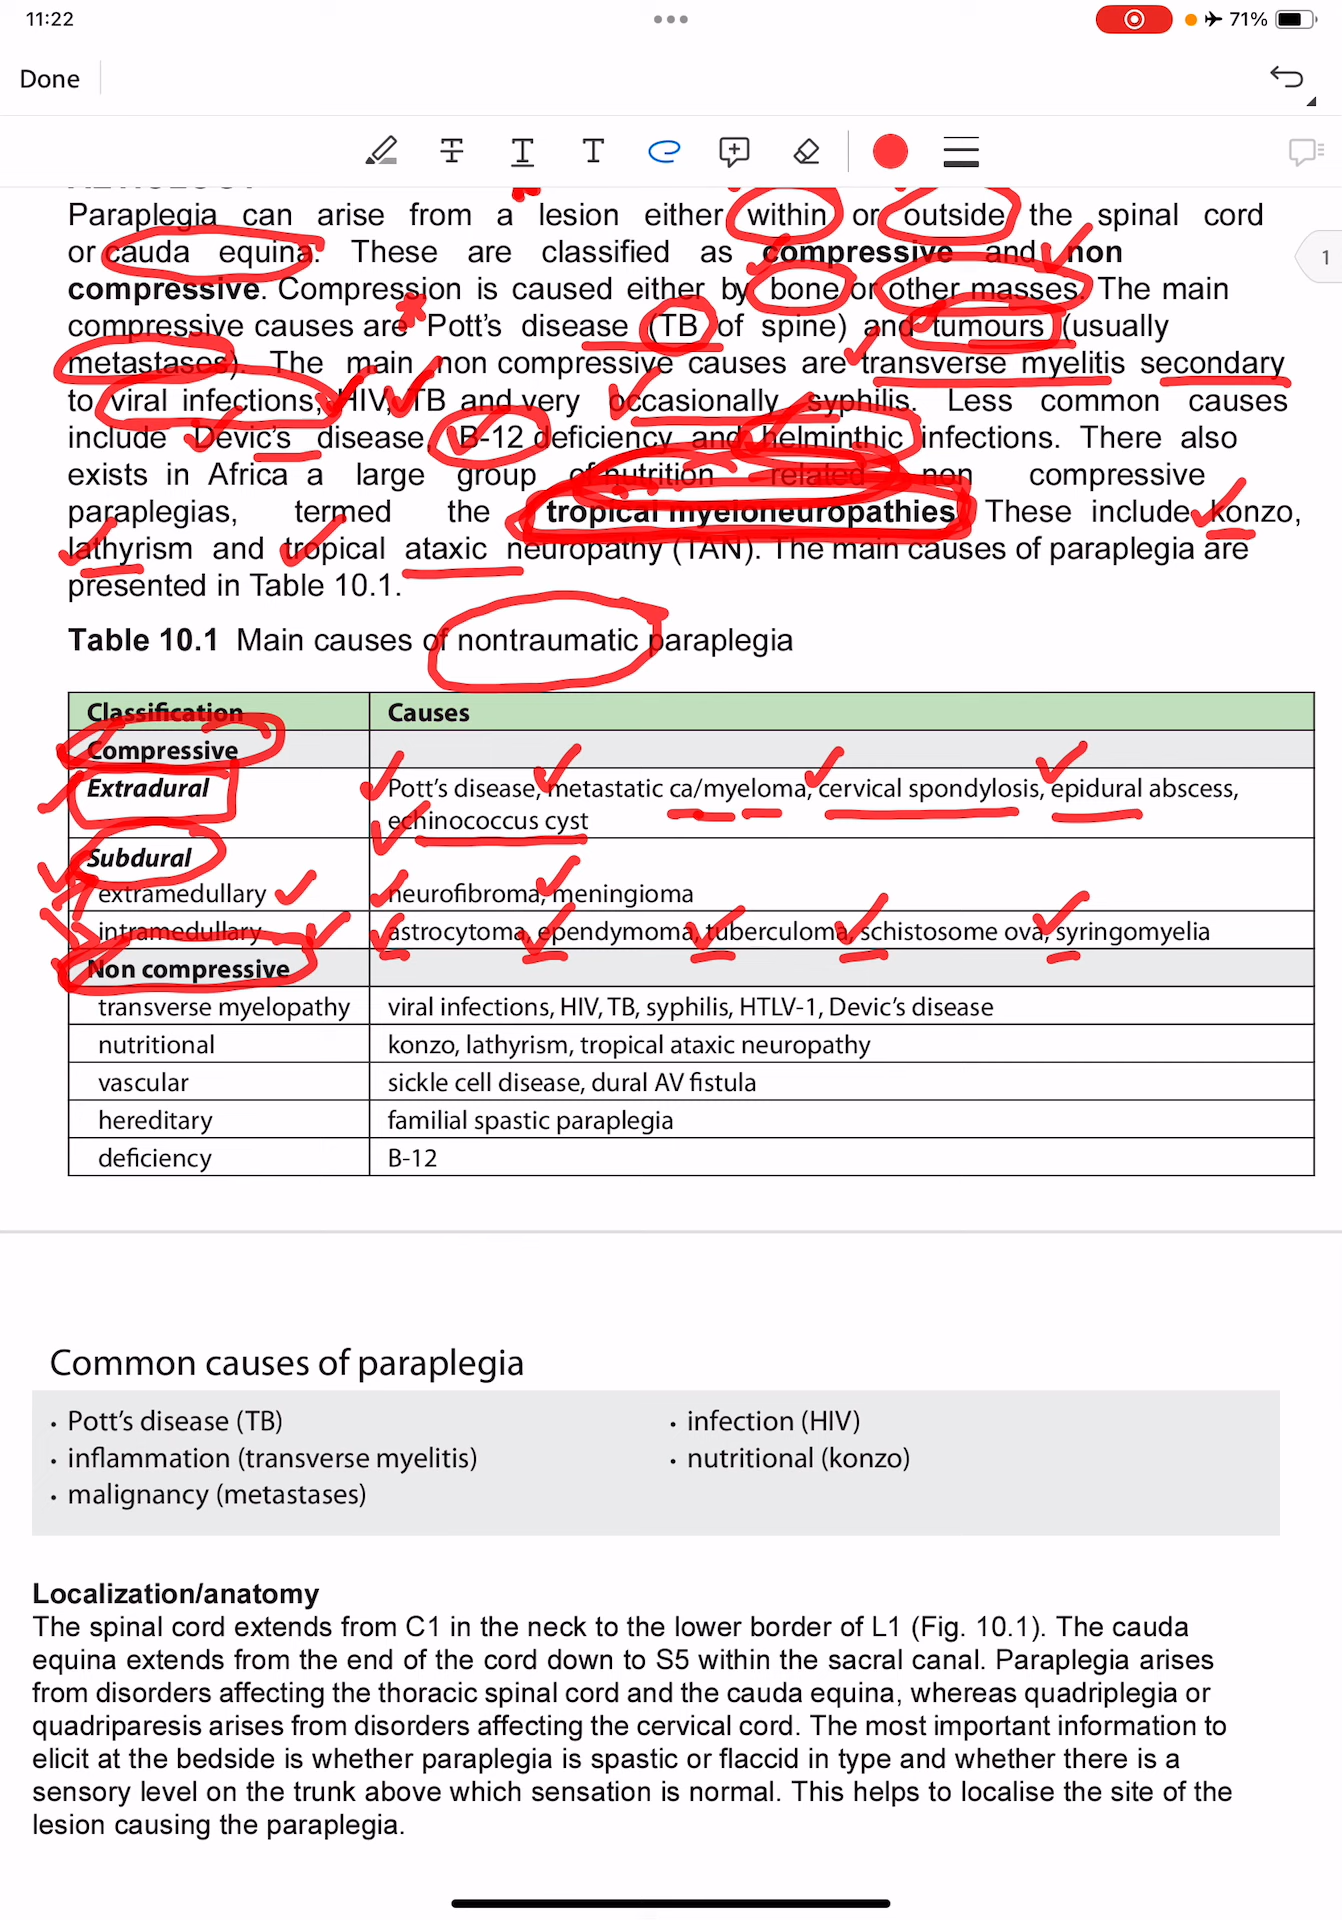 11:22
71%
Done
Paraplegia can arise from a lesion either within or outside the spinal cord
or cauda equina. These are classified as compressive and non
compressive. Compression is caused either by bone or other masses. The main
compressive causes are Pott's disease (TB of spine) and tumours (usually
metastases). The main non compressive causes are transverse myelitis secondary
to viral infections, HIV, TB and very occasionally syphilis. Less common causes
include Devic's disease, B-12 deficiency and helminthic infections. There also
exists in Africa a large group of nutrition related non compressive
paraplegias, termed the tropical myeloneuropathies. These include konzo,
lathyrism and tropical ataxic neuropathy (TAN). The main causes of paraplegia are
presented in Table 10.1.
1
Table 10.1 Main causes of nontraumatic paraplegia
Classification Causes
Compressive
Extradural Pott's disease, metastatic ca/myeloma, cervical spondylosis, epidural abscess,
echinococcus cyst
Subdural
extramedullary neurofibroma, meningioma
intramedullary astrocytoma, ependymoma, tuberculoma, schistosome ova, syringomyelia
Non compressive
transverse myelopathy viral infections, HIV, TB, syphilis, HTLV-1, Devic's disease
nutritional konzo, lathyrism, tropical ataxic neuropathy
vascular sickle cell disease, dural AV fistula
hereditary familial spastic paraplegia
deficiency B-12
Common causes of paraplegia
• Pott's disease (TB)
• inflammation (transverse myelitis)
• malignancy (metastases)
• infection (HIV)
• nutritional (konzo)
Localization/anatomy
The spinal cord extends from C1 in the neck to the lower border of L1 (Fig. 10.1). The cauda
equina extends from the end of the cord down to S5 within the sacral canal. Paraplegia arises
from disorders affecting the thoracic spinal cord and the cauda equina, whereas quadriplegia or
quadriparesis arises from disorders affecting the cervical cord. The most important information to
elicit at the bedside is whether paraplegia is spastic or flaccid in type and whether there is a
sensory level on the trunk above which sensation is normal. This helps to localise the site of the
lesion causing the paraplegia.